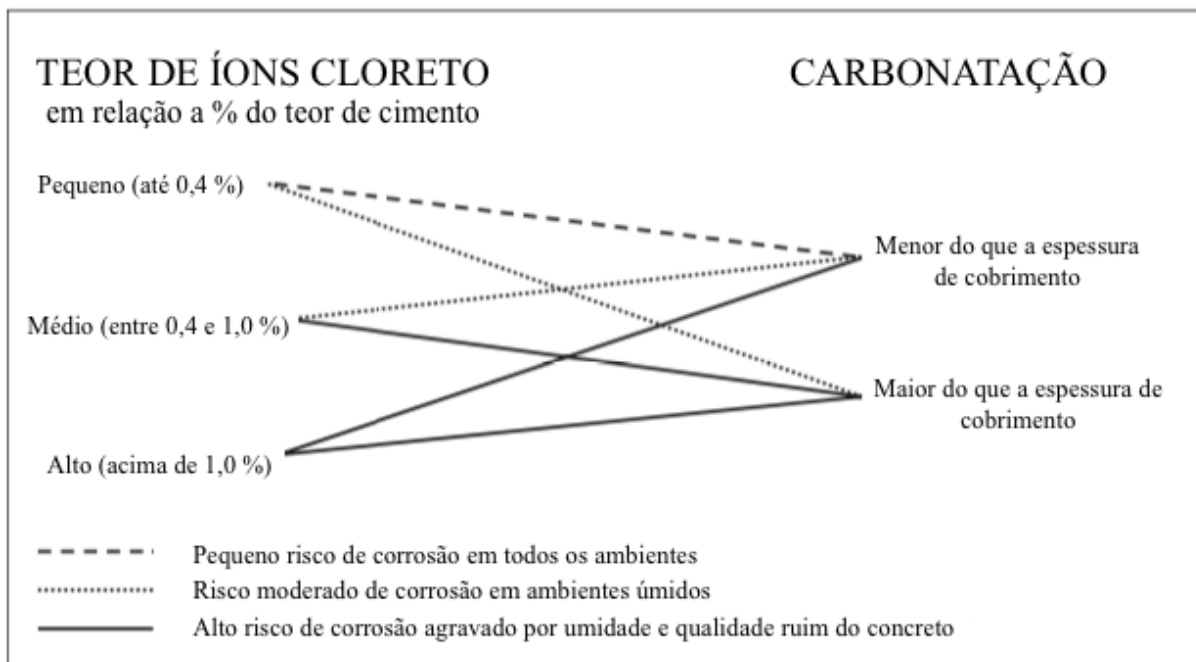 TEOR DE ÍONS CLORETO
em relação a % do teor de cimento
CARBONATAÇÃO
Pequeno (até 0,4 %)
Médio (entre 0,4 e 1,0 %)
Alto (acima de 1,0 %)
Menor do que a espessura
de cobrimento
Maior do que a espessura de
cobrimento
Pequeno risco de corrosão em todos os ambientes
Risco moderado de corrosão em ambientes úmidos
Alto risco de corrosão agravado por umidade e qualidade ruim do concreto